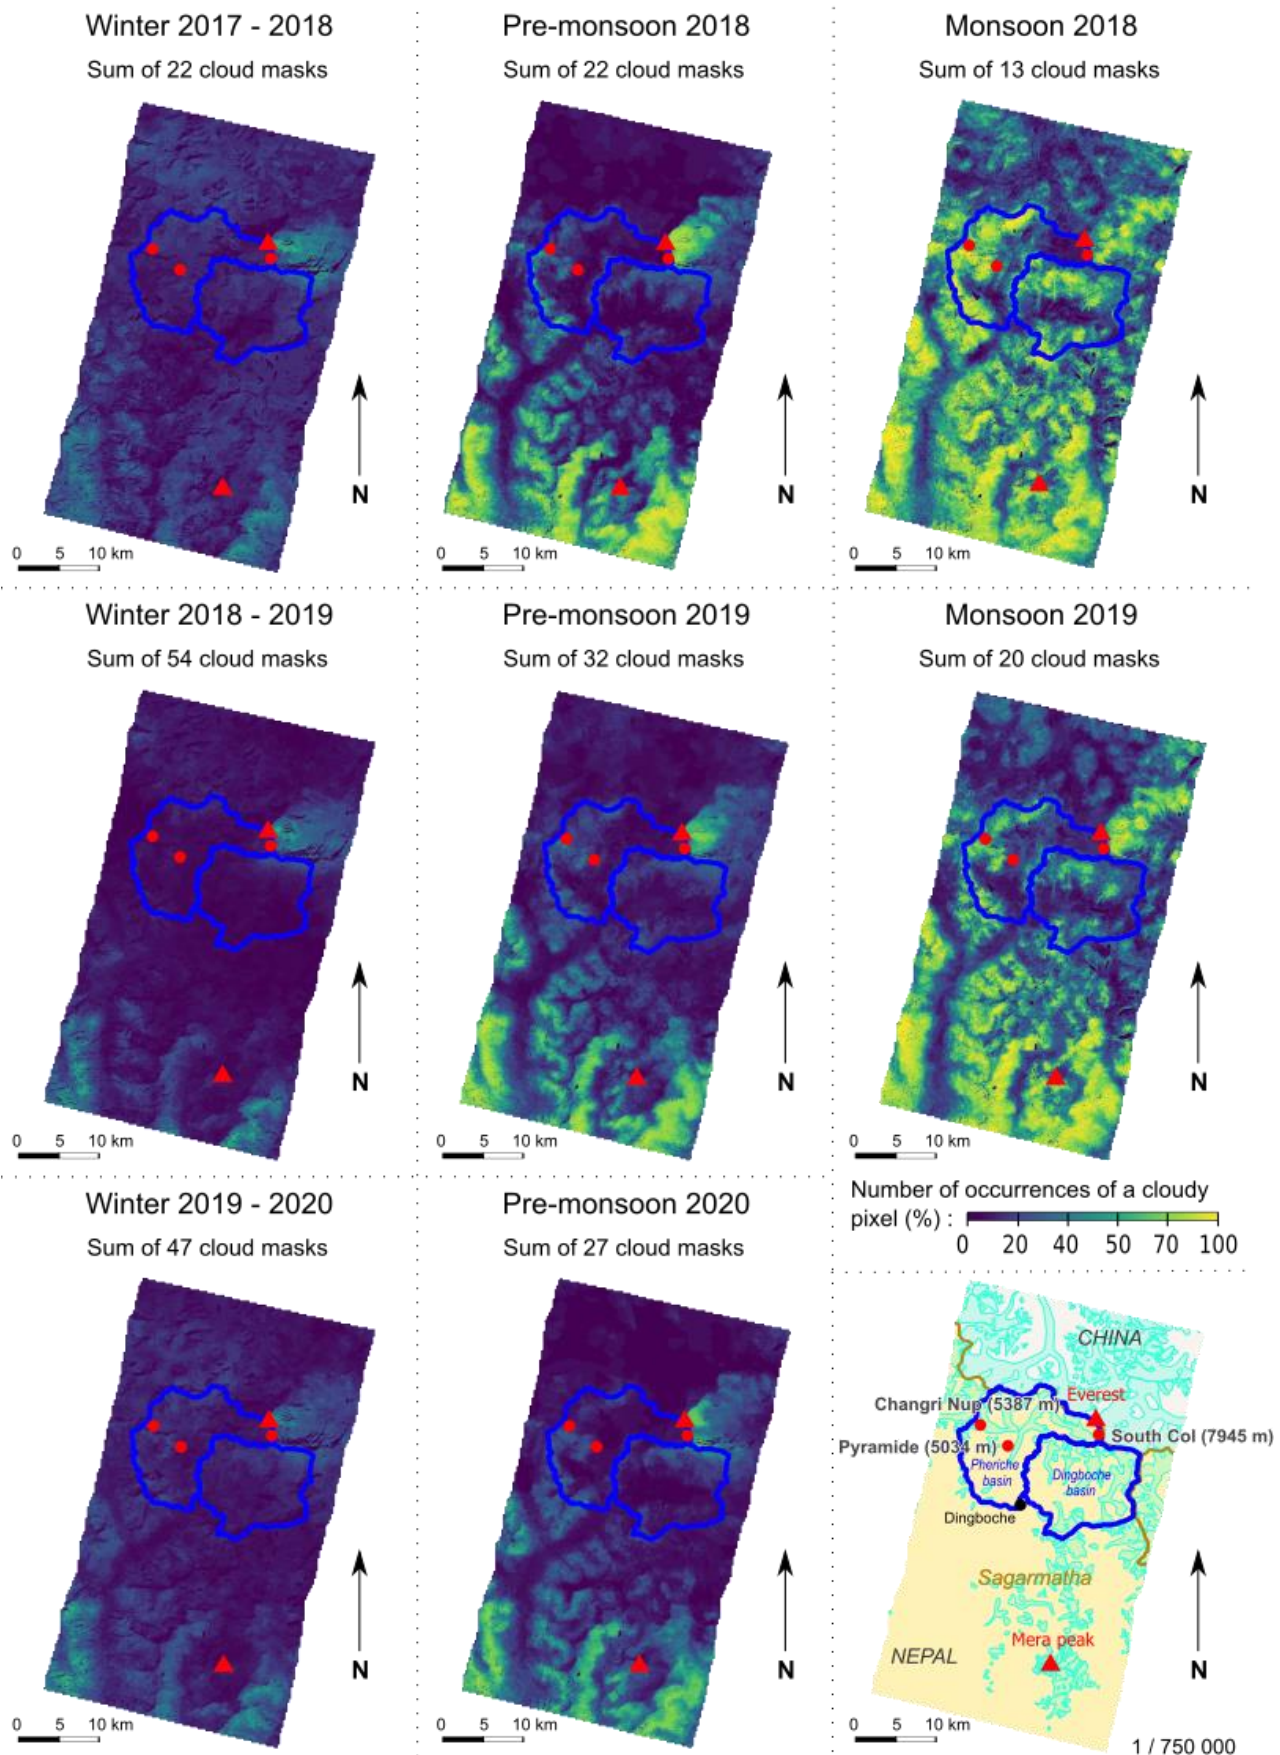 Winter 2017 - 2018
Sum of 22 cloud masks
N
0 5 10 km
Pre-monsoon 2018
Sum of 22 cloud masks
N
0 5 10 km
Monsoon 2018
Sum of 13 cloud masks
N
0 5 10 km
Winter 2018 - 2019
Sum of 54 cloud masks
N
0 5 10 km
Pre-monsoon 2019
Sum of 32 cloud masks
N
0 5 10 km
Monsoon 2019
Sum of 20 cloud masks
N
0 5 10 km
Winter 2019 - 2020
Sum of 47 cloud masks
N
0 5 10 km
Pre-monsoon 2020
Sum of 27 cloud masks
N
0 5 10 km
Number of occurrences of a cloudy
pixel (%) :
0 20 40 50 70 100
CHINA
Everest
Changri Nup (5387 m)
South Col (7945 m)
Pyramide (5034 m)
Pheriche
basin
Dingboche
basin
Dingboche
Sagarmatha
Mera peak
NEPAL
N
0 5 10 km
1 / 750 000